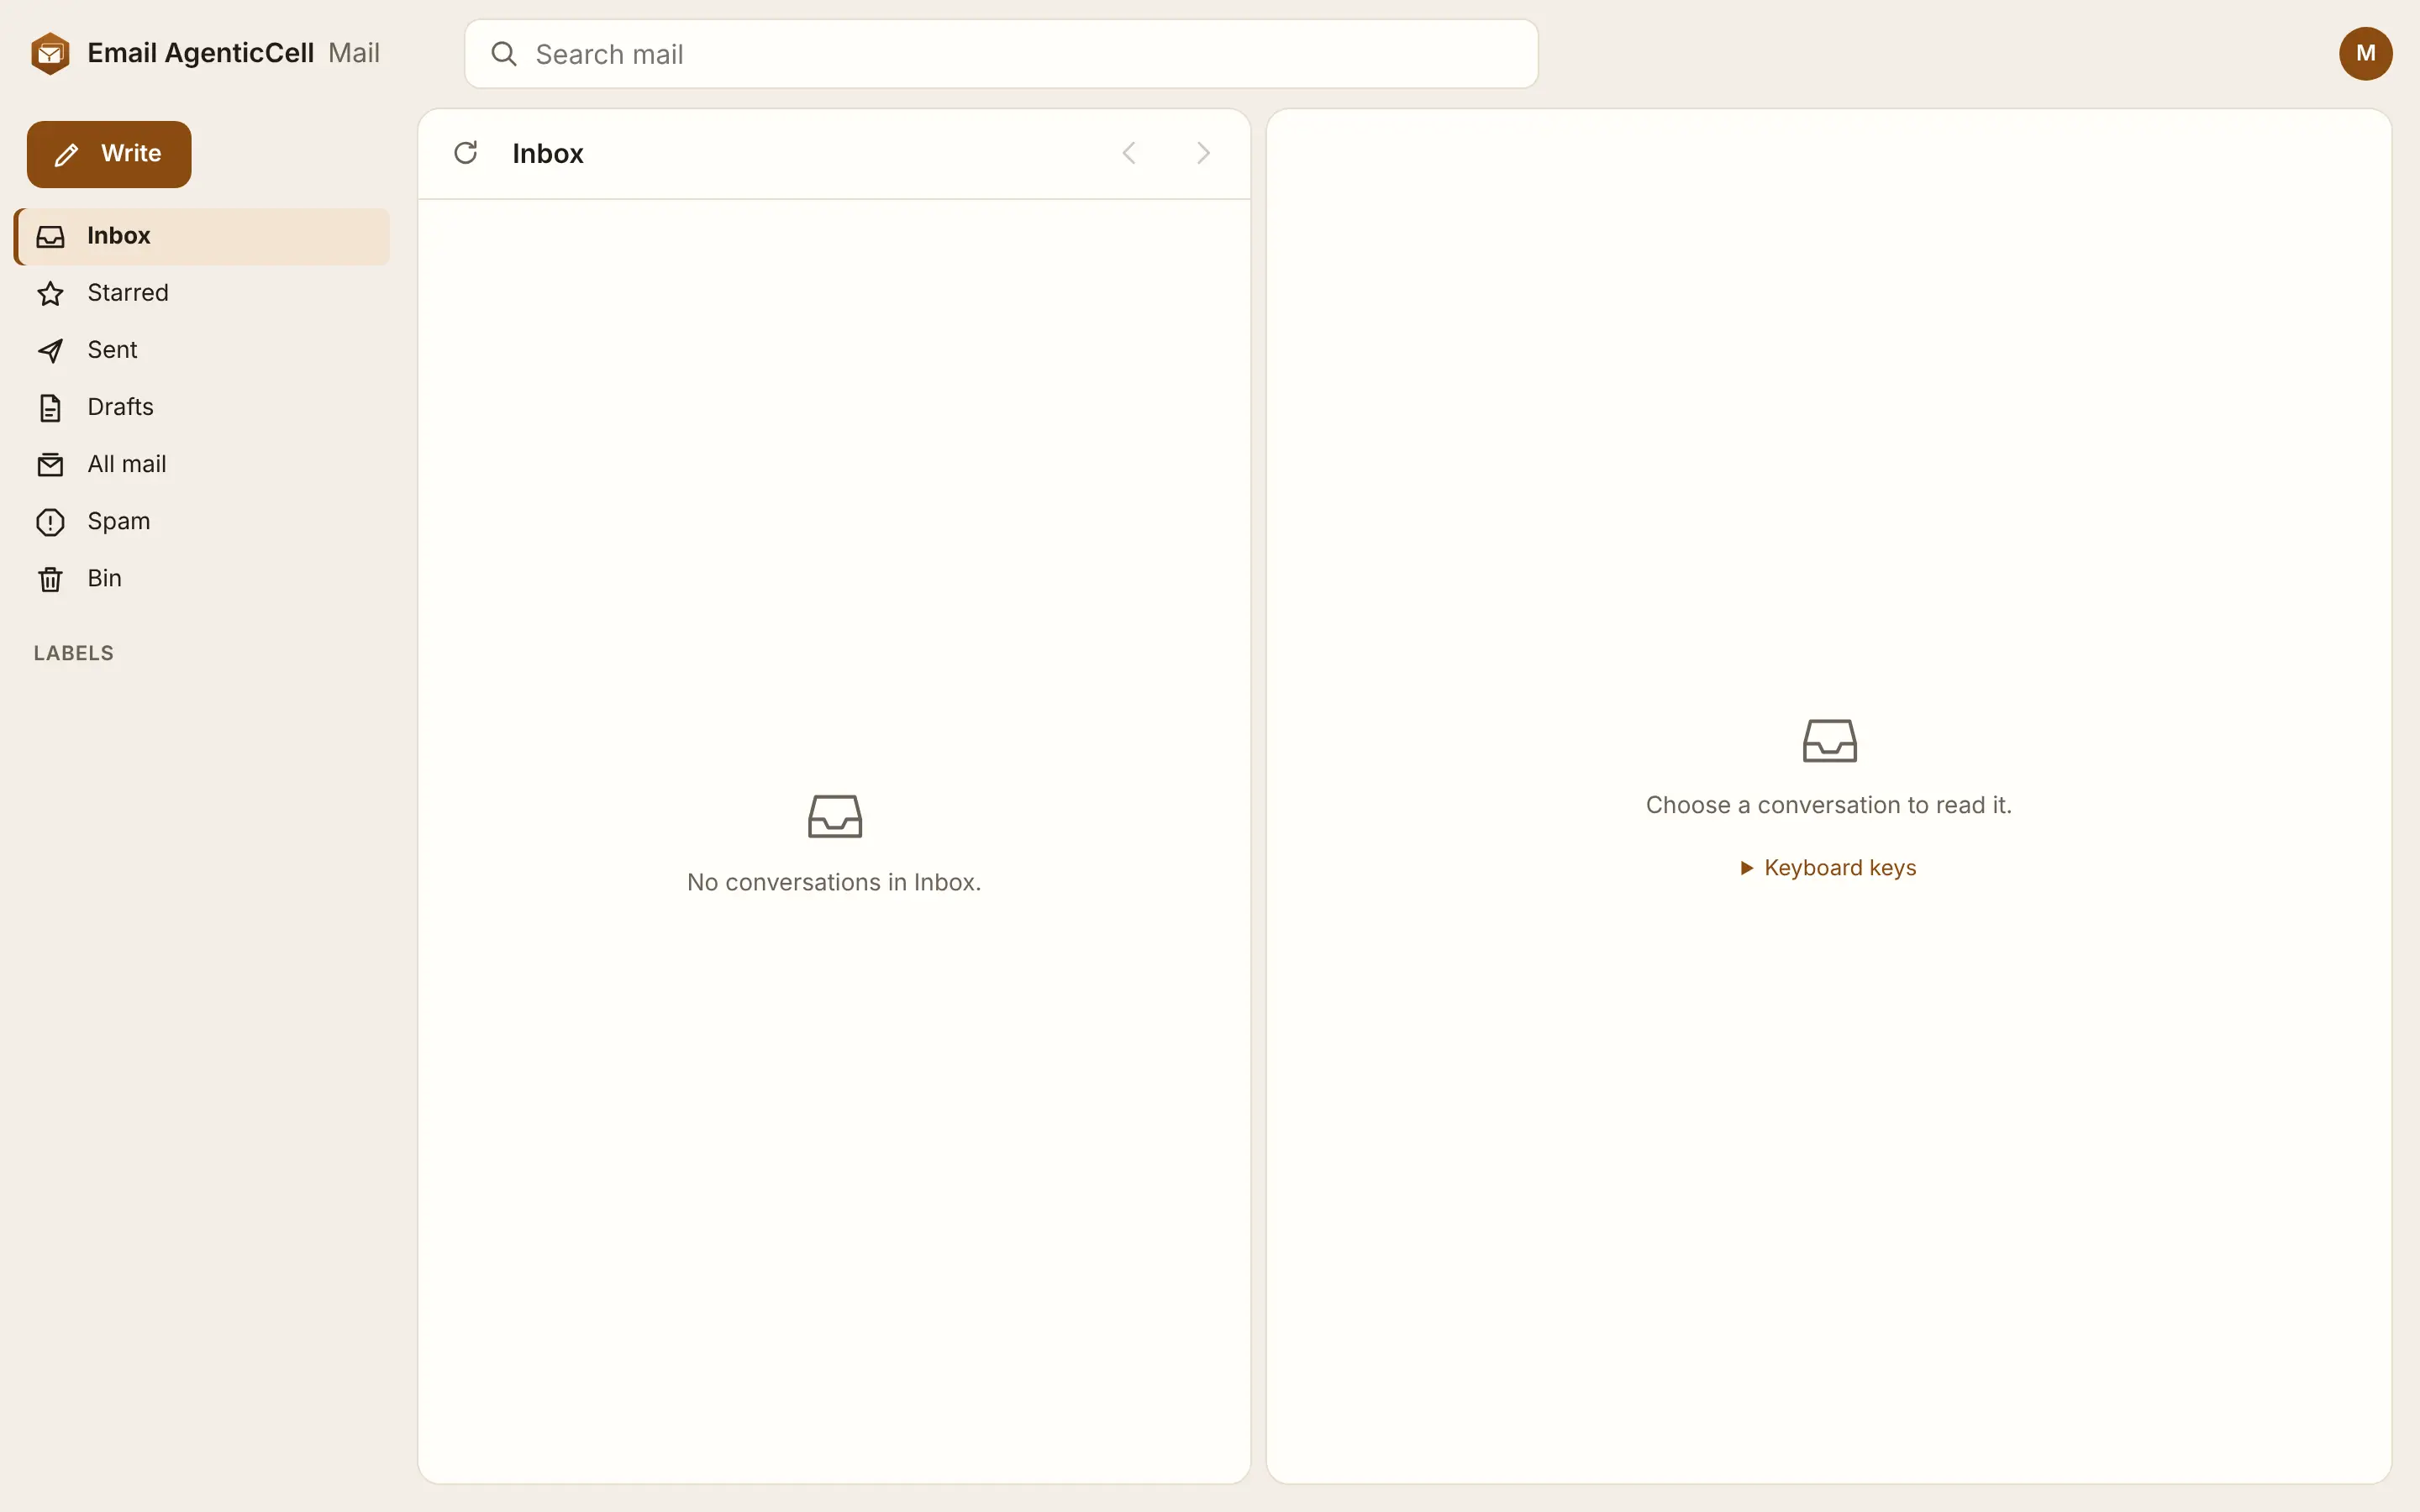 Email AgenticCell Mail
Search mail
M
Write
Inbox
Starred
Sent
Drafts
All mail
Spam
Bin
LABELS
Inbox
No conversations in Inbox.
Choose a conversation to read it.
Keyboard keys